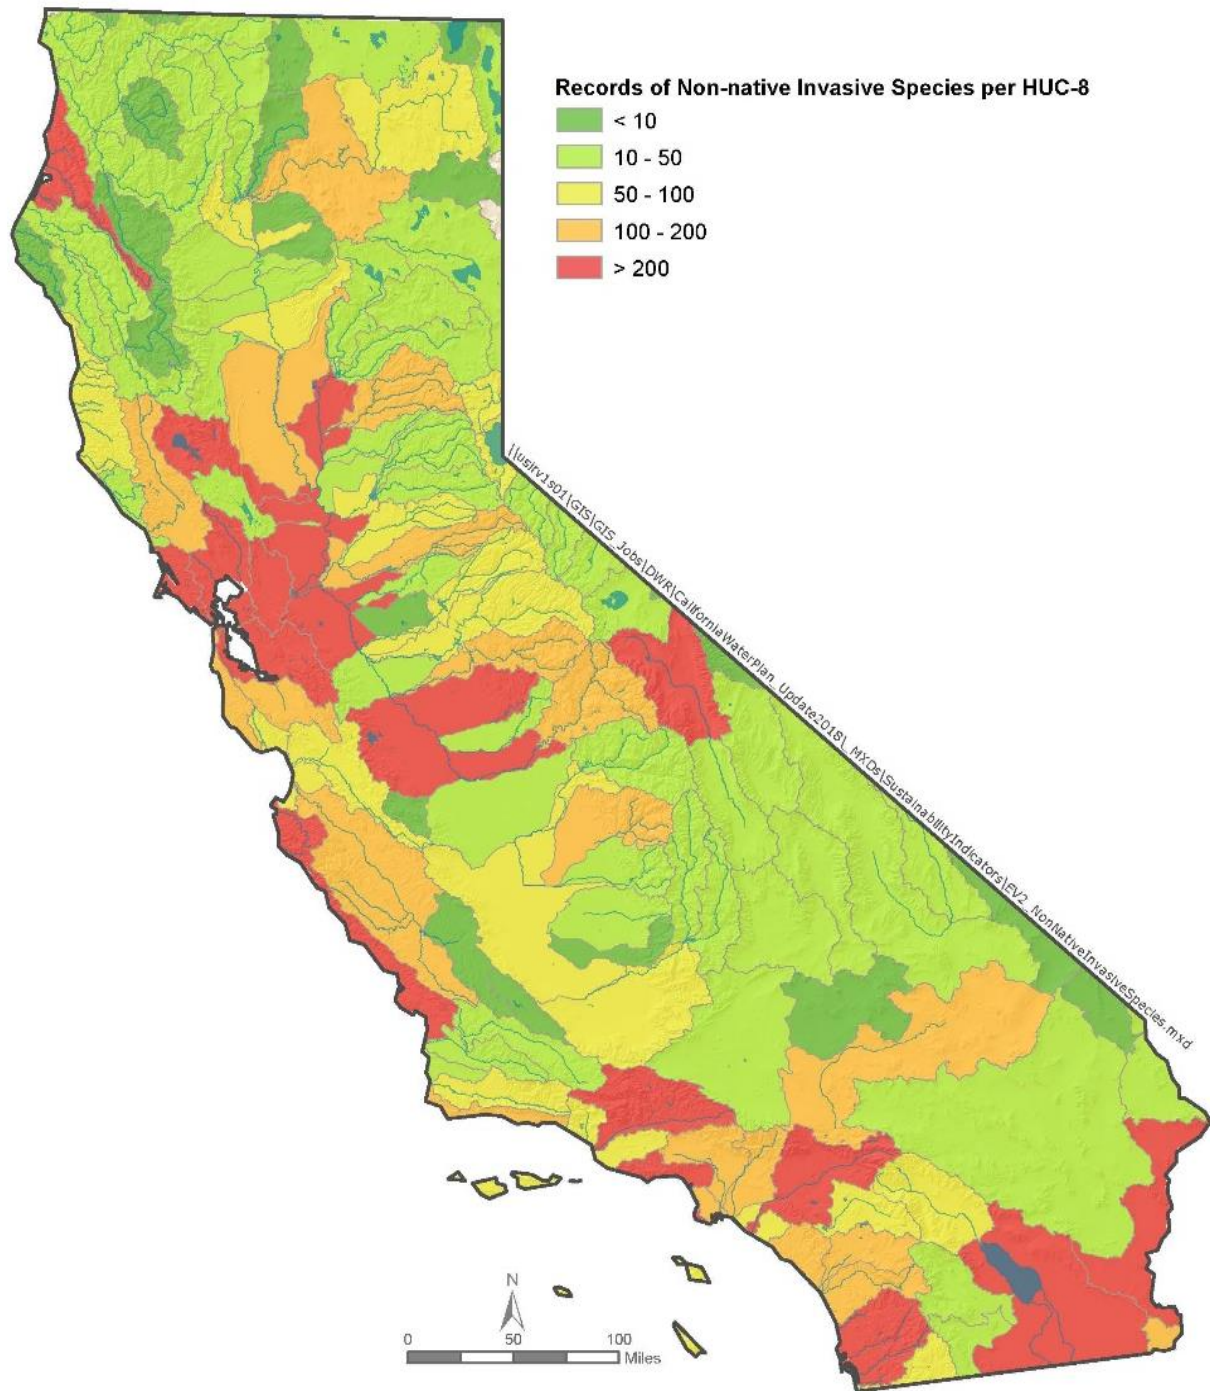 Records of Non-native Invasive Species per HUC-8
< 10
10 - 50
50 - 100
100 - 200
> 200
\\usitrv1s01\GIS\GIS_Jobs\DWR\CaliforniaWaterPlan_Update2018\_MXDs\SustainabilityIndicators\EV2_NonNativeInvasiveSpecies.mxd
N
0 50 100
Miles